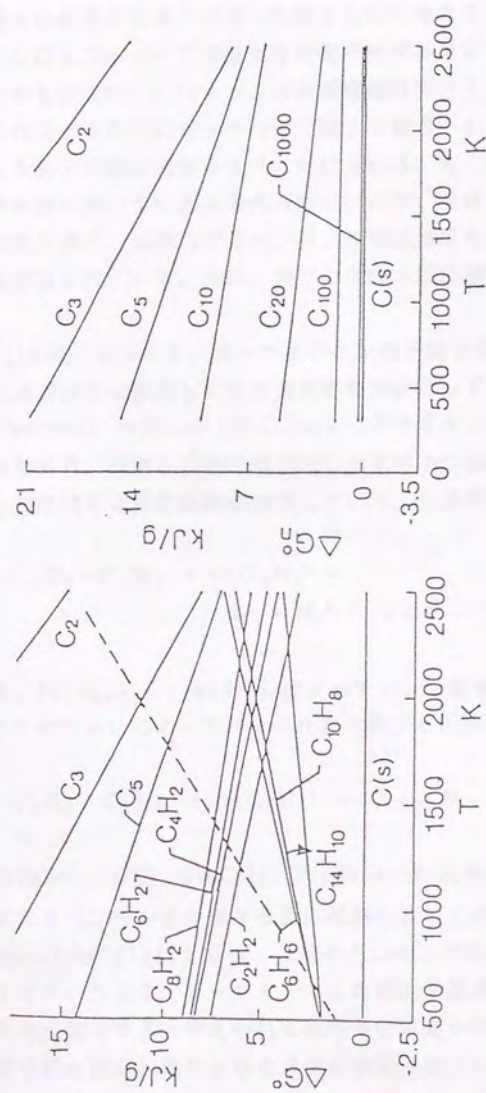 15
kJ/g
10
5
ΔG°
0
-2.5
C₂
C₃
C₅
C₆H₂
C₄H₂
C₈H₂
C₂H₂
C₆H₆
C₁₀H₈
C₁₄H₁₀
C(s)
500 1000 1500 2000 2500
T K
21
14
kJ/g
7
ΔG°ₙ
0
-3.5
C₂
C₃
C₅
C₁₀
C₂₀
C₁₀₀
C₁₀₀₀
C(s)
0 500 1000 1500 2000 2500
T K